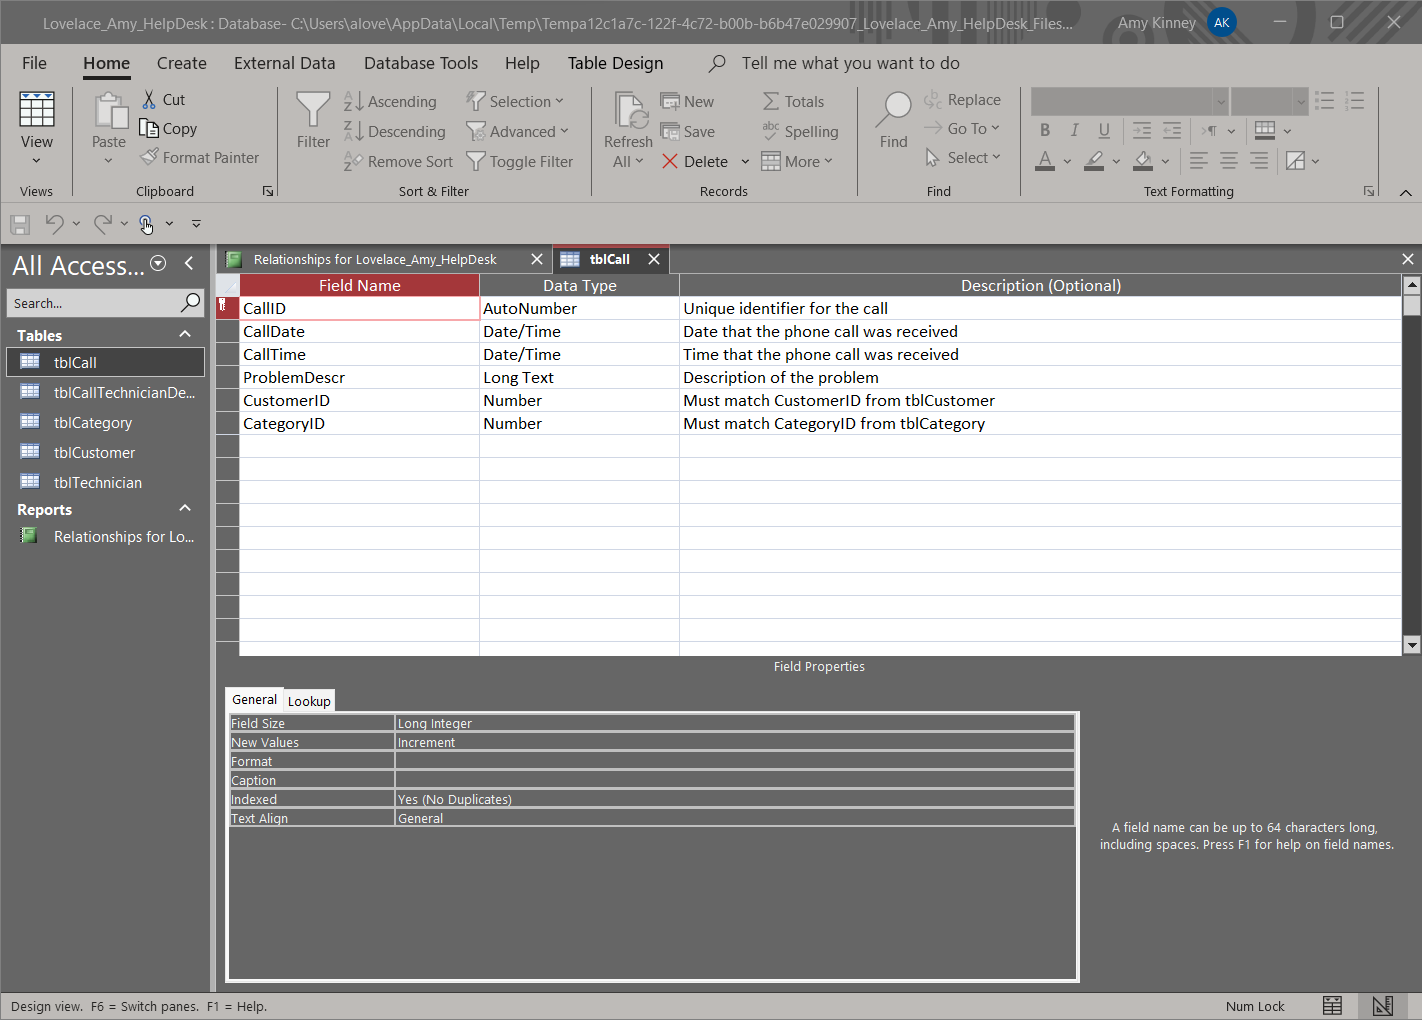 Lovelace_Amy_HelpDesk : Database- C:\Users\alove\AppData\Local\Temp\Tempa12c1a7c-122f-4c72-b00b-b6b47e029907_Lovelace_Amy_HelpDesk_Files...
Amy Kinney
AK
File
Home
Create
External Data
Database Tools
Help
Table Design
Tell me what you want to do
View
Views
Paste
Cut
Copy
Format Painter
Clipboard
Filter
Ascending
Descending
Remove Sort
Selection
Advanced
Toggle Filter
Sort & Filter
Refresh
All
New
Save
Delete
Totals
Spelling
More
Records
Find
Replace
Go To
Select
Find
B I U
A
Text Formatting
All Access...
Search...
Tables
tblCall
tblCallTechnicianDe...
tblCategory
tblCustomer
tblTechnician
Reports
Relationships for Lo...
Relationships for Lovelace_Amy_HelpDesk
tblCall
Field Name Data Type Description (Optional)
CallID AutoNumber Unique identifier for the call
CallDate Date/Time Date that the phone call was received
CallTime Date/Time Time that the phone call was received
ProblemDescr Long Text Description of the problem
CustomerID Number Must match CustomerID from tblCustomer
CategoryID Number Must match CategoryID from tblCategory
Field Properties
General Lookup
Field Size Long Integer
New Values Increment
Format
Caption
Indexed Yes (No Duplicates)
Text Align General
A field name can be up to 64 characters long,
including spaces. Press F1 for help on field names.
Design view. F6 = Switch panes. F1 = Help.
Num Lock